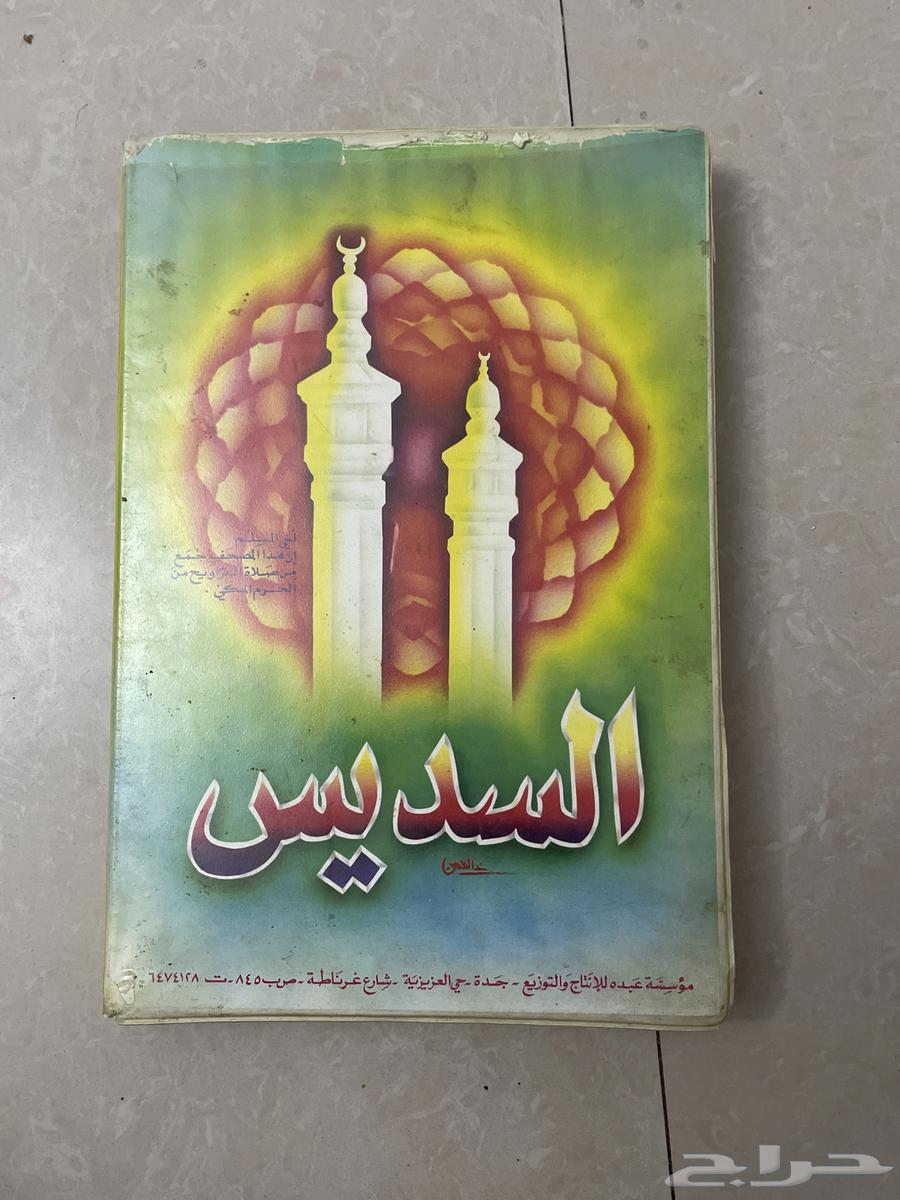 أخي المسلم
إن هذا المصحف جمع
من صلاة التراويح من
الحرم المكي.
السديس
مؤسسة عبده للإنتاج والتوزيع - جدة - حي العزيزية - شارع غرناطة - ص ب ٨٤٥ - ت ٦٤٧٤١٢٨
حراج